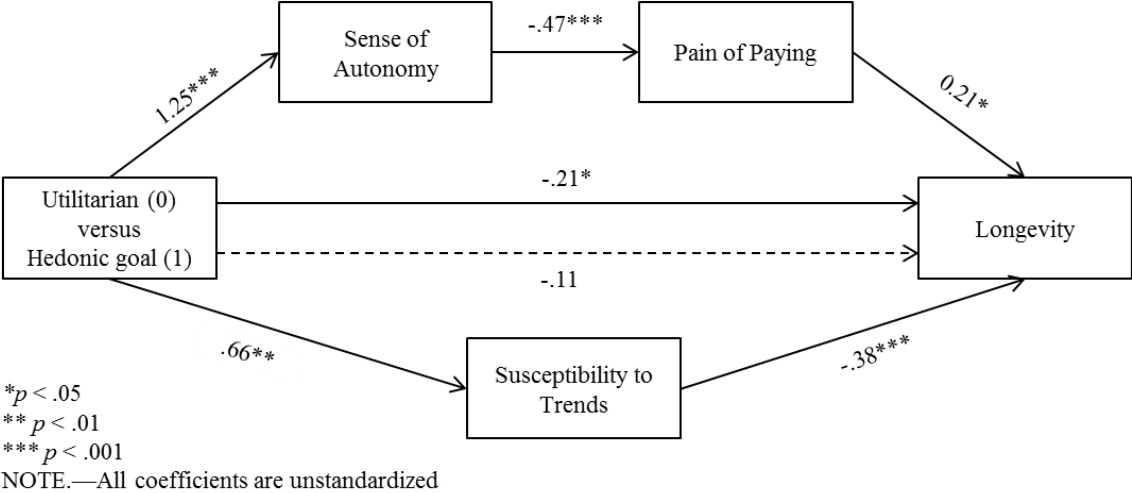 Sense of
Autonomy
-.47***
Pain of Paying
1.25***
0.21*
Utilitarian (0)
versus
Hedonic goal (1)
-.21*
-.11
Longevity
.66**
Susceptibility to
Trends
-.38***
*p < .05
** p < .01
*** p < .001
NOTE.—All coefficients are unstandardized